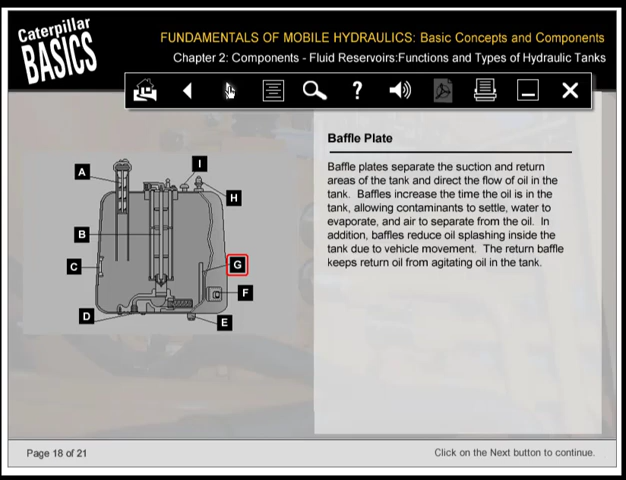 Caterpillar
BASICS
FUNDAMENTALS OF MOBILE HYDRAULICS: Basic Concepts and Components
Chapter 2: Components - Fluid Reservoirs:Functions and Types of Hydraulic Tanks
?
Baffle Plate
Baffle plates separate the suction and return
areas of the tank and direct the flow of oil in the
tank. Baffles increase the time the oil is in the
tank, allowing contaminants to settle, water to
evaporate, and air to separate from the oil. In
addition, baffles reduce oil splashing inside the
tank due to vehicle movement. The return baffle
keeps return oil from agitating oil in the tank.
A
I
H
B
C
G
F
D
E
Page 18 of 21
Click on the Next button to continue.